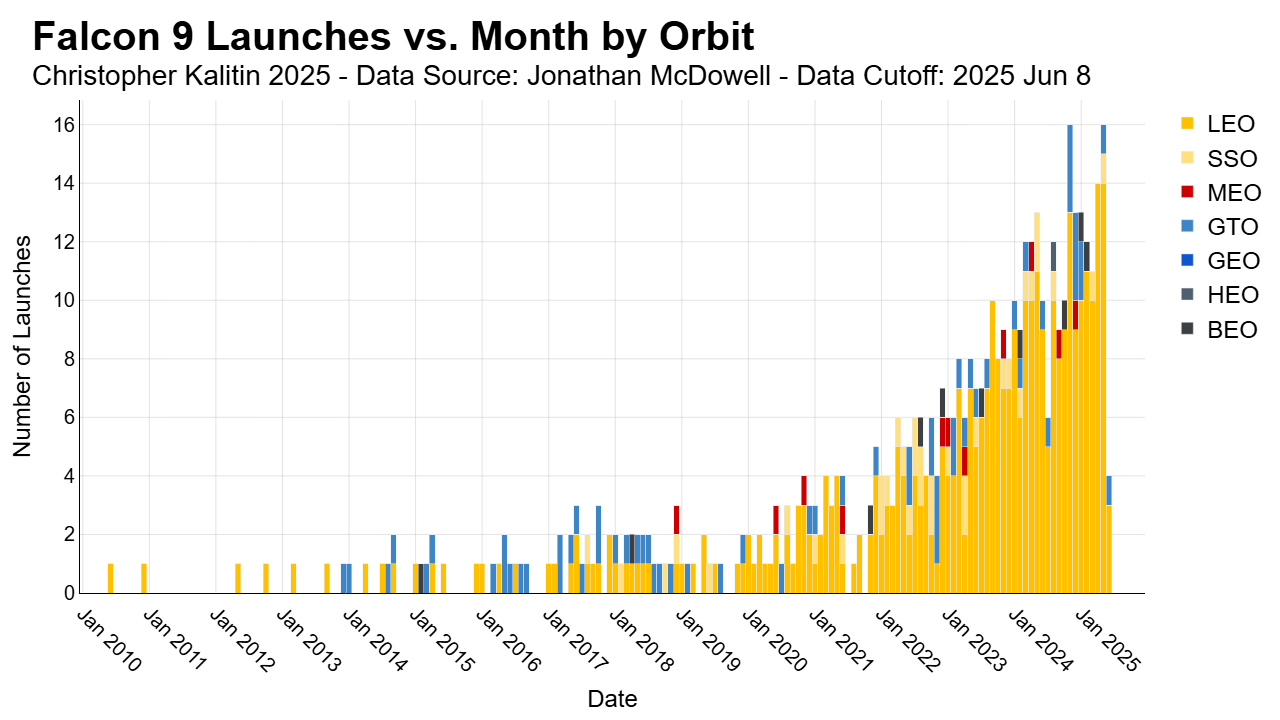 Falcon 9 Launches vs. Month by Orbit
Christopher Kalitin 2025 - Data Source: Jonathan McDowell - Data Cutoff: 2025 Jun 8
Number of Launches
16
14
12
10
8
6
4
2
0
Jan 2010
Jan 2011
Jan 2012
Jan 2013
Jan 2014
Jan 2015
Jan 2016
Jan 2017
Jan 2018
Jan 2019
Jan 2020
Jan 2021
Jan 2022
Jan 2023
Jan 2024
Jan 2025
Date
LEO
SSO
MEO
GTO
GEO
HEO
BEO